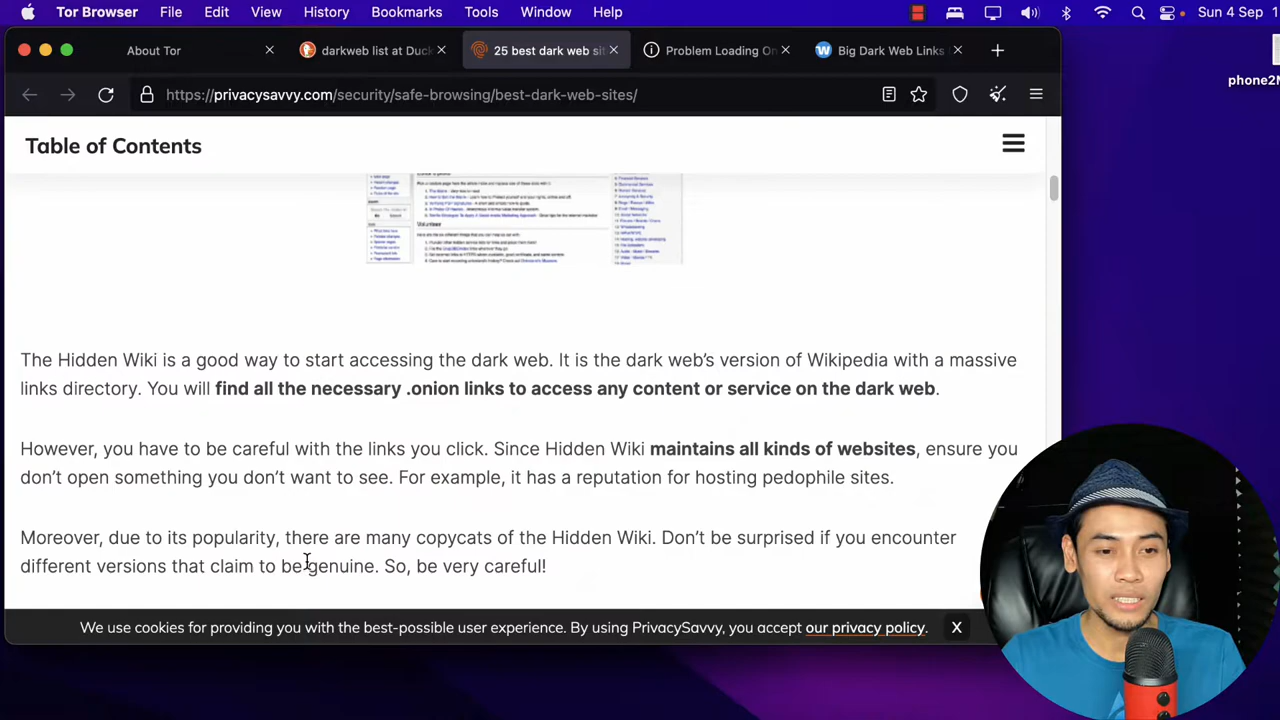 Tor Browser File Edit View History Bookmarks Tools Window Help Sun 4 Sep 1
About Tor darkweb list at Duck 25 best dark web sit Problem Loading On Big Dark Web Links
https://privacysavvy.com/security/safe-browsing/best-dark-web-sites/
phone2M
Table of Contents
The Hidden Wiki is a good way to start accessing the dark web. It is the dark web’s version of Wikipedia with a massive
links directory. You will find all the necessary .onion links to access any content or service on the dark web.
However, you have to be careful with the links you click. Since Hidden Wiki maintains all kinds of websites, ensure you
don’t open something you don’t want to see. For example, it has a reputation for hosting pedophile sites.
Moreover, due to its popularity, there are many copycats of the Hidden Wiki. Don’t be surprised if you encounter
different versions that claim to be genuine. So, be very careful!
We use cookies for providing you with the best-possible user experience. By using PrivacySavvy, you accept our privacy policy. X